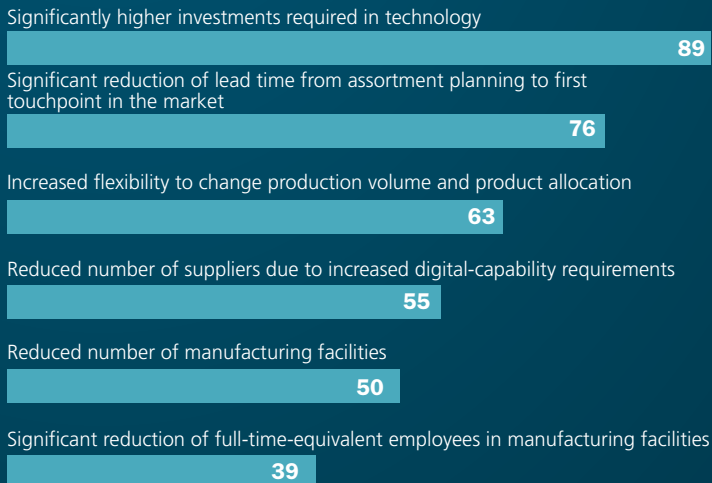 Significantly higher investments required in technology
89
Significant reduction of lead time from assortment planning to first
touchpoint in the market
76
Increased flexibility to change production volume and product allocation
63
Reduced number of suppliers due to increased digital-capability requirements
55
Reduced number of manufacturing facilities
50
Significant reduction of full-time-equivalent employees in manufacturing facilities
39